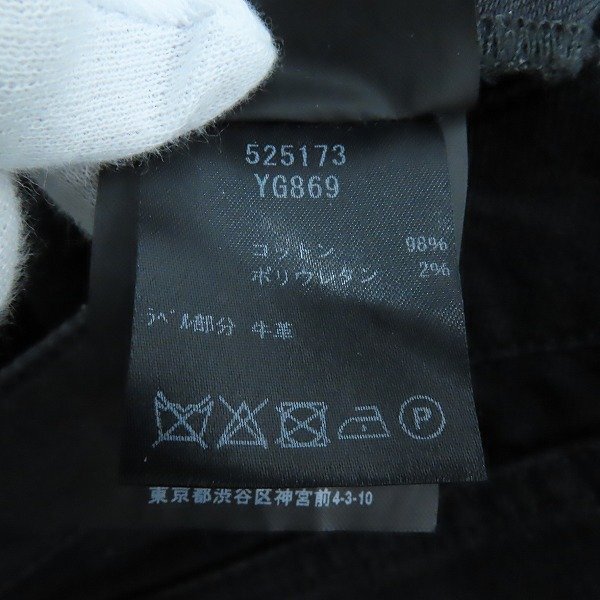 525173
YG869
コットン 98%
ポリウレタン 2%
ラベル部分 牛革
P
東京都渋谷区神宮前4-3-10